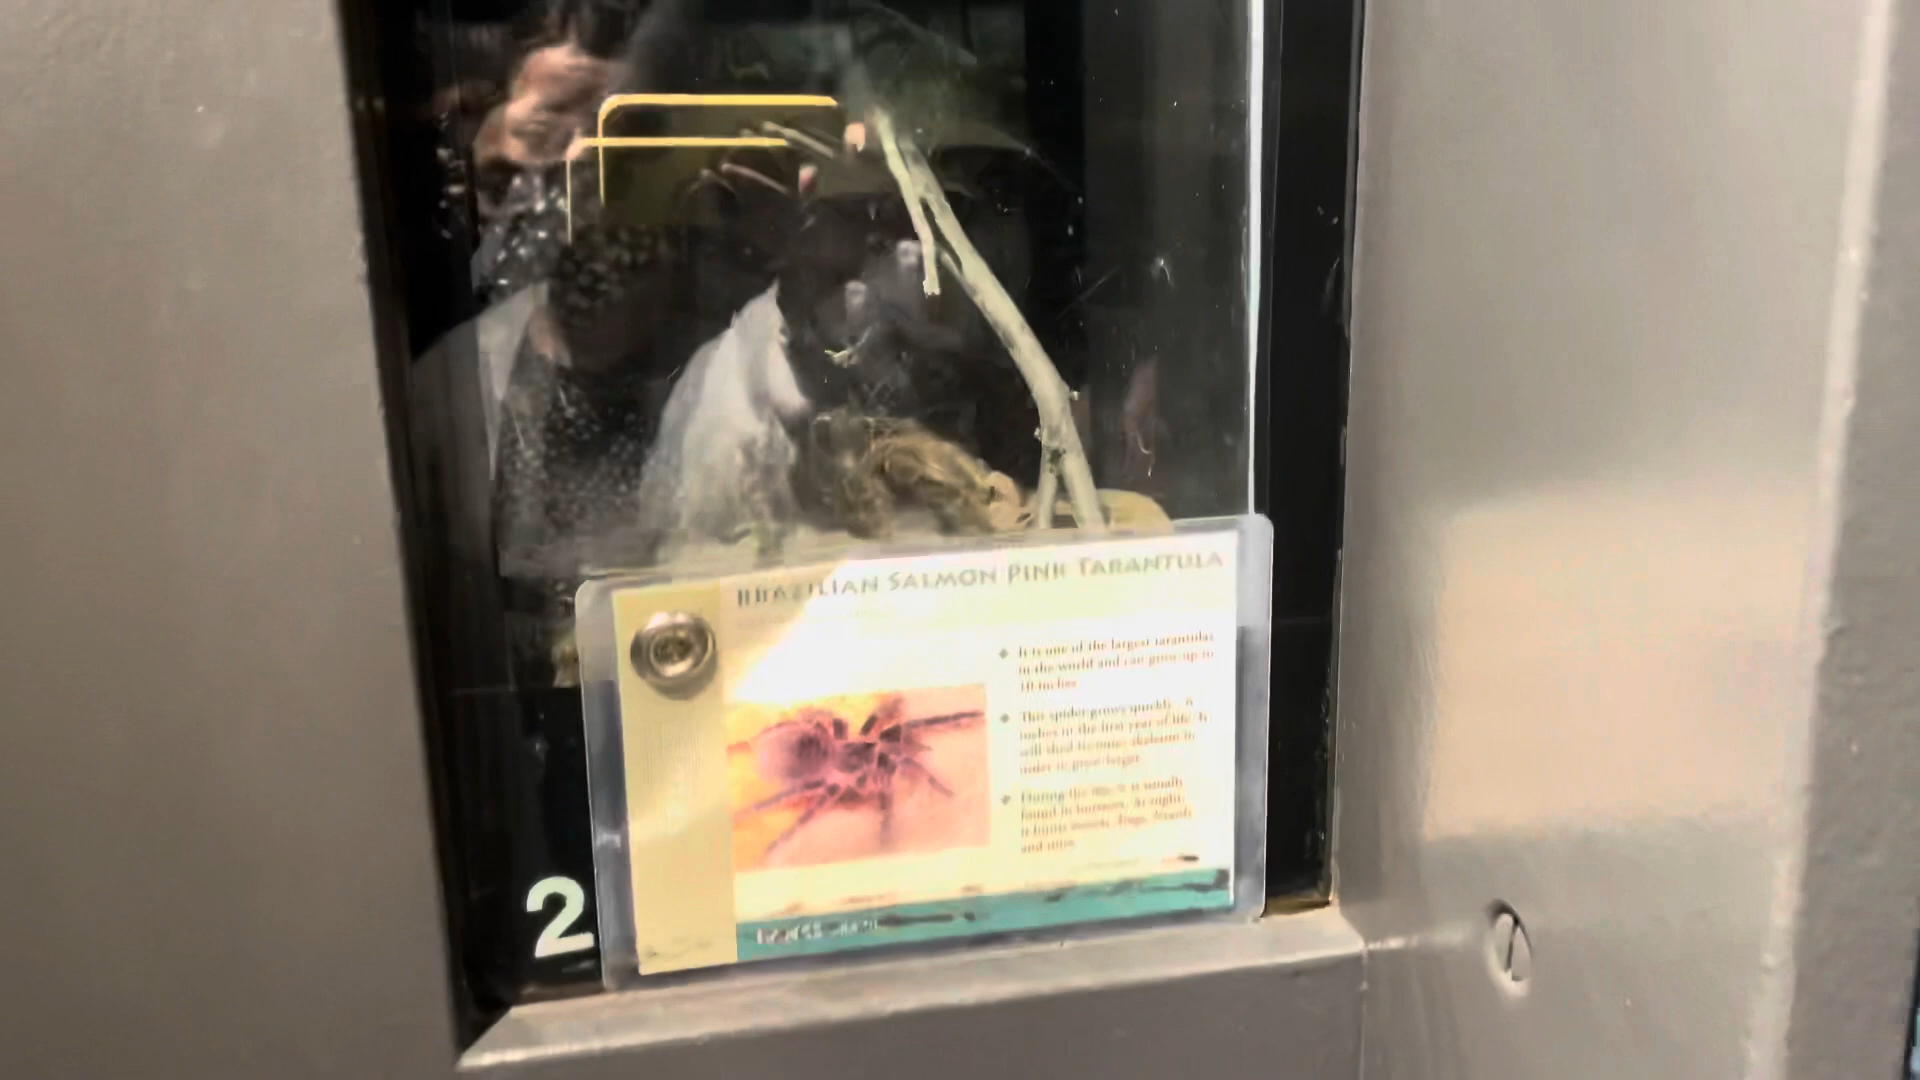 BRAZILIAN SALMON PINK TARANTULA
It is one of the largest tarantulas
in the world and can grow up to
10 inches
This spider grows quickly
inches in the first year of life. It
will shed its skeleton in
order to grow larger
During the day, it is usually
found in burrows. At night,
it hunts insects, frogs, lizards
and mice
2